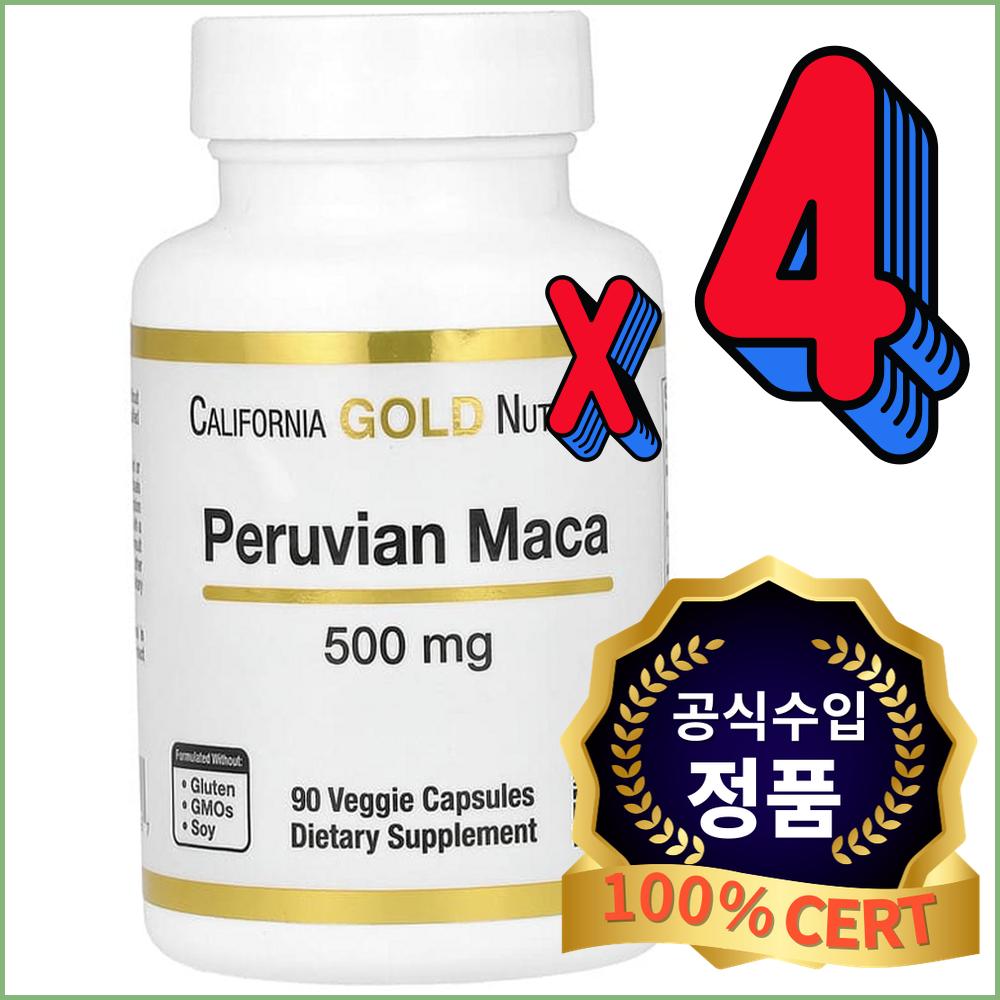 CALIFORNIA GOLD NUT
Peruvian Maca
500 mg
Formulated Without:
• Gluten
• GMOs
• Soy
90 Veggie Capsules
Dietary Supplement
x4
공식수입
정품
100% CERT